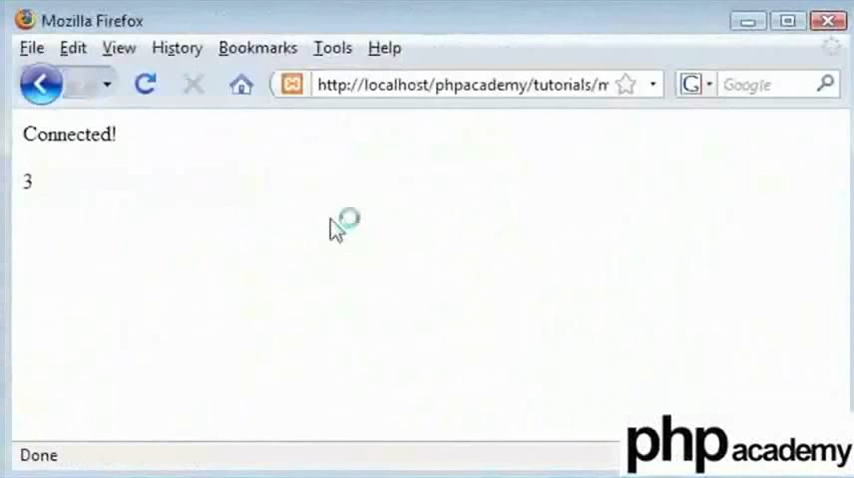 Mozilla Firefox
File Edit View History Bookmarks Tools Help
http://localhost/phpacademy/tutorials/m
G Google
Connected!
3
Done
php academy